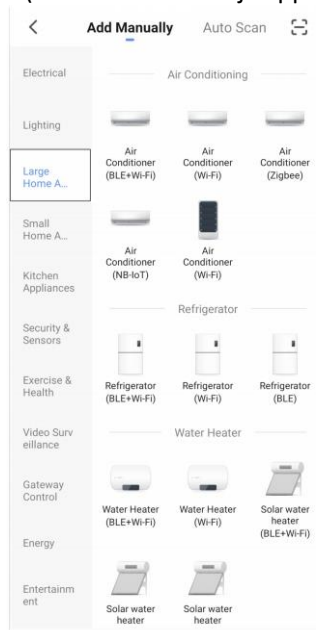 Add Manually Auto Scan
Electrical
Lighting
Large
Home A...
Small
Home A...
Kitchen
Appliances
Security &
Sensors
Exercise &
Health
Video Surv
eillance
Gateway
Control
Energy
Entertainm
ent
Air Conditioning
Air
Conditioner
(BLE+Wi-Fi)
Air
Conditioner
(Wi-Fi)
Air
Conditioner
(Zigbee)
Air
Conditioner
(NB-IoT)
Air
Conditioner
(Wi-Fi)
Refrigerator
Refrigerator
(BLE+Wi-Fi)
Refrigerator
(Wi-Fi)
Refrigerator
(BLE)
Water Heater
Water Heater
(BLE+Wi-Fi)
Water Heater
(Wi-Fi)
Solar water
heater
(BLE+Wi-Fi)
Solar water
heater
Solar water
heater